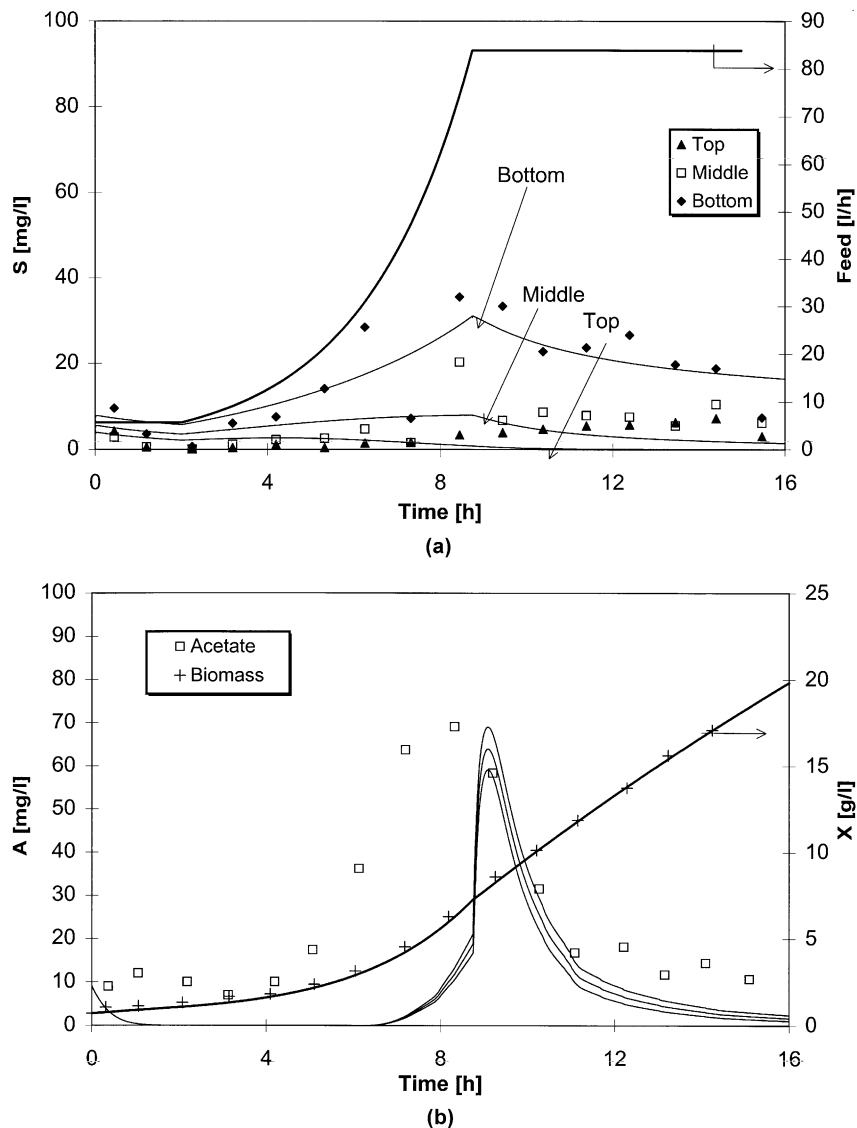 100
80
60
40
20
0
S [mg/l]
90
80
70
60
50
40
30
20
10
0
Feed [l/h]
Top
Middle
Bottom
Bottom
Middle
Top
0
4
8
12
16
Time [h]
(a)
100
90
80
70
60
50
40
30
20
10
0
A [mg/l]
Acetate
Biomass
25
20
15
10
5
0
X [g/l]
0
4
8
12
16
Time [h]
(b)